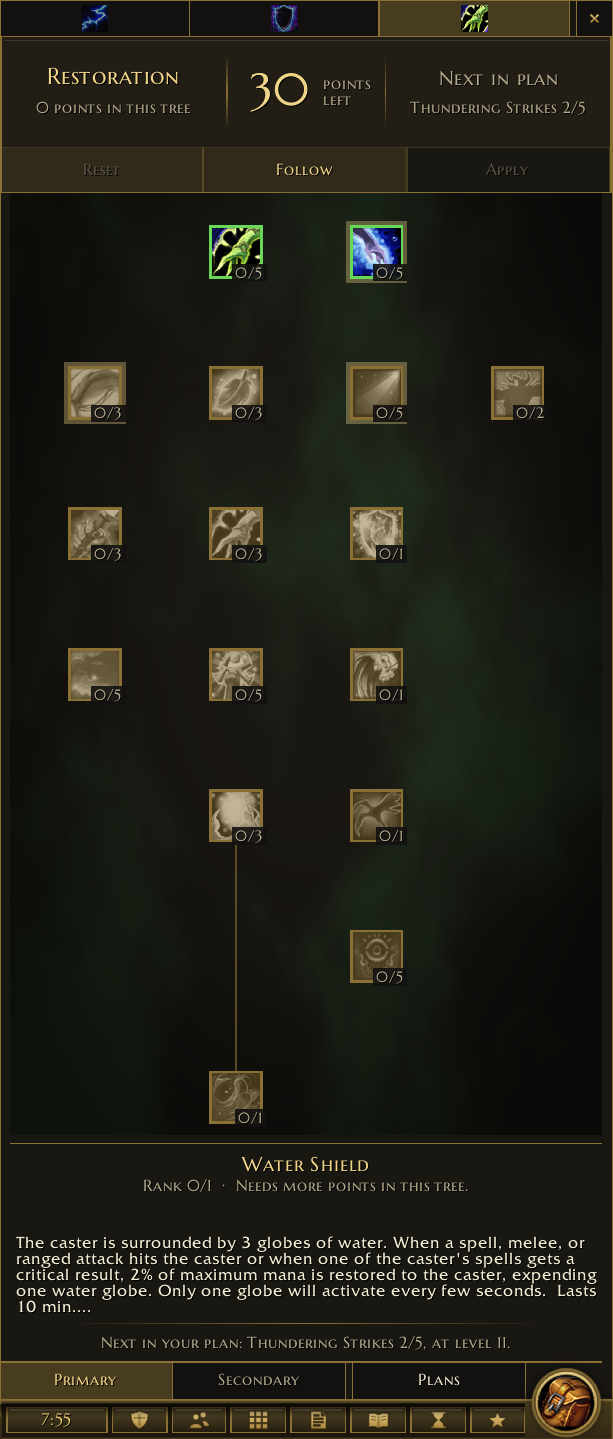 Restoration
0 points in this tree
30
points
left
Next in plan
Thundering Strikes 2/5
Reset
Follow
Apply
0/5
0/5
0/3
0/3
0/5
0/2
0/3
0/3
0/1
0/5
0/5
0/1
0/3
0/1
0/5
0/1
Water Shield
Rank 0/1 · Needs more points in this tree.
The caster is surrounded by 3 globes of water. When a spell, melee, or
ranged attack hits the caster or when one of the caster's spells gets a
critical result, 2% of maximum mana is restored to the caster, expending
one water globe. Only one globe will activate every few seconds.  Lasts
10 min....
Next in your plan: Thundering Strikes 2/5, at level 11.
Primary
Secondary
Plans
7:55